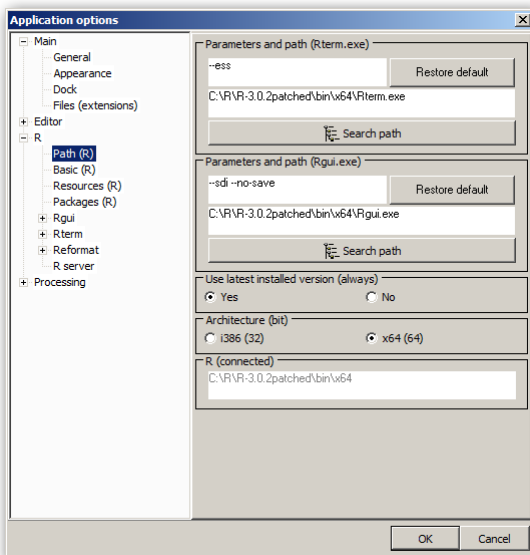 Application options
Main
General
Appearance
Dock
Files (extensions)
Editor
R
Path (R)
Basic (R)
Resources (R)
Packages (R)
Rgui
Rterm
Reformat
R server
Processing
Parameters and path (Rterm.exe)
--ess
Restore default
C:\R\R-3.0.2patched\bin\x64\Rterm.exe
Search path
Parameters and path (Rgui.exe)
--sdi --no-save
Restore default
C:\R\R-3.0.2patched\bin\x64\Rgui.exe
Search path
Use latest installed version (always)
Yes No
Architecture (bit)
i386 (32) x64 (64)
R (connected)
C:\R\R-3.0.2patched\bin\x64
OK Cancel